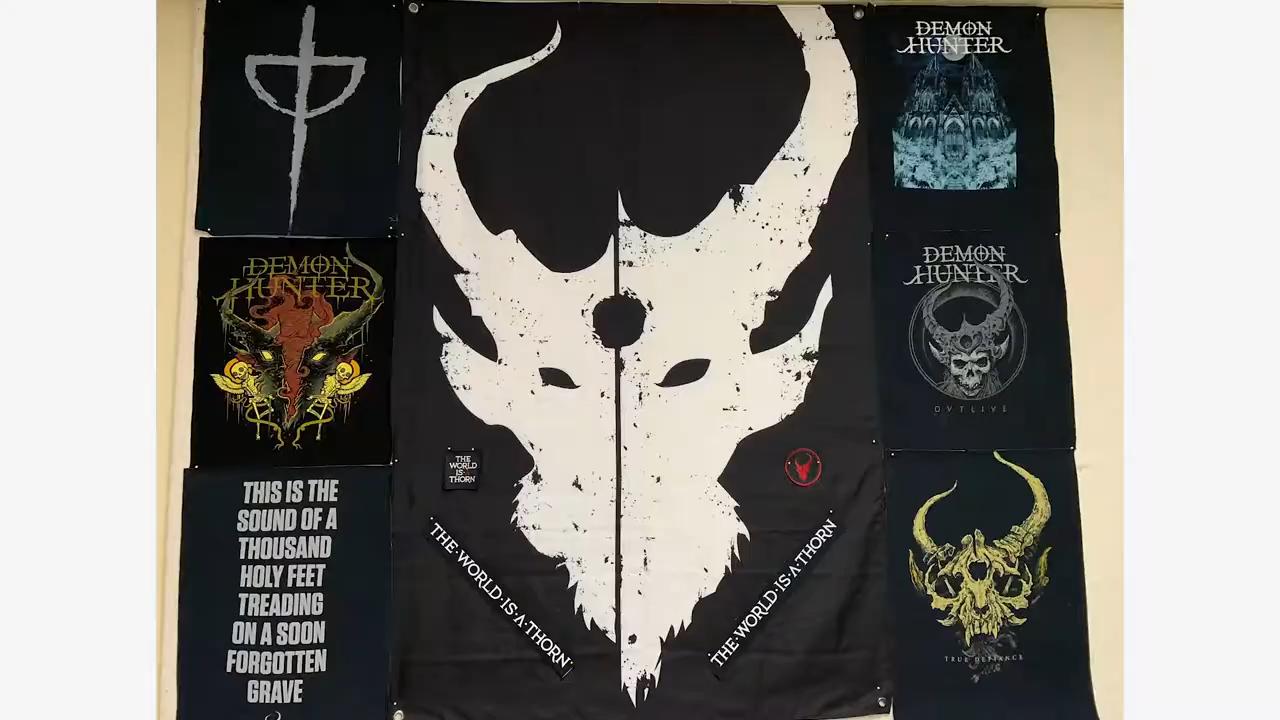 DEMON
HUNTER
THIS IS THE
SOUND OF A
THOUSAND
HOLY FEET
TREADING
ON A SOON
FORGOTTEN
GRAVE
THE
WORLD
IS A
THORN
THE·WORLD·IS·A·THORN
THE·WORLD·IS·A·THORN
DEMON
HUNTER
DEMON
HUNTER
OVTLIVE
TRUE DEFIANCE